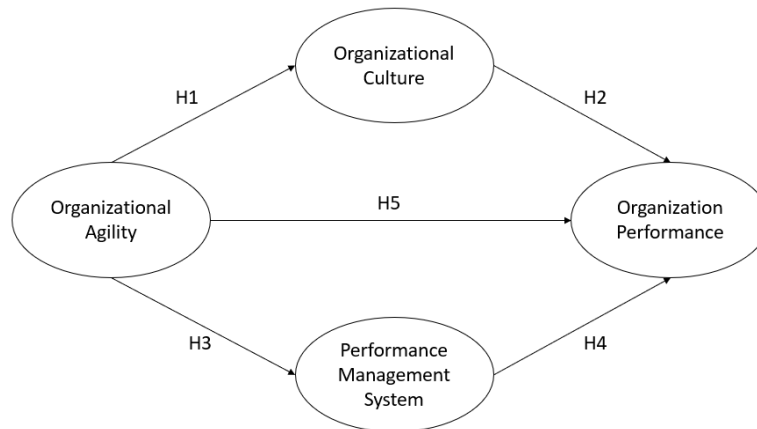 Organizational
Culture
H1
H2
Organizational
Agility
H5
Organization
Performance
H3
H4
Performance
Management
System